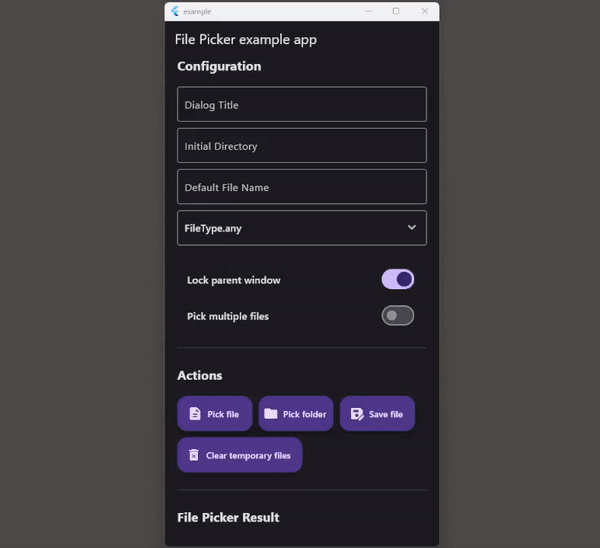 example
File Picker example app
Configuration
Dialog Title
Initial Directory
Default File Name
FileType.any
Lock parent window
Pick multiple files
Actions
Pick file
Pick folder
Save file
Clear temporary files
File Picker Result